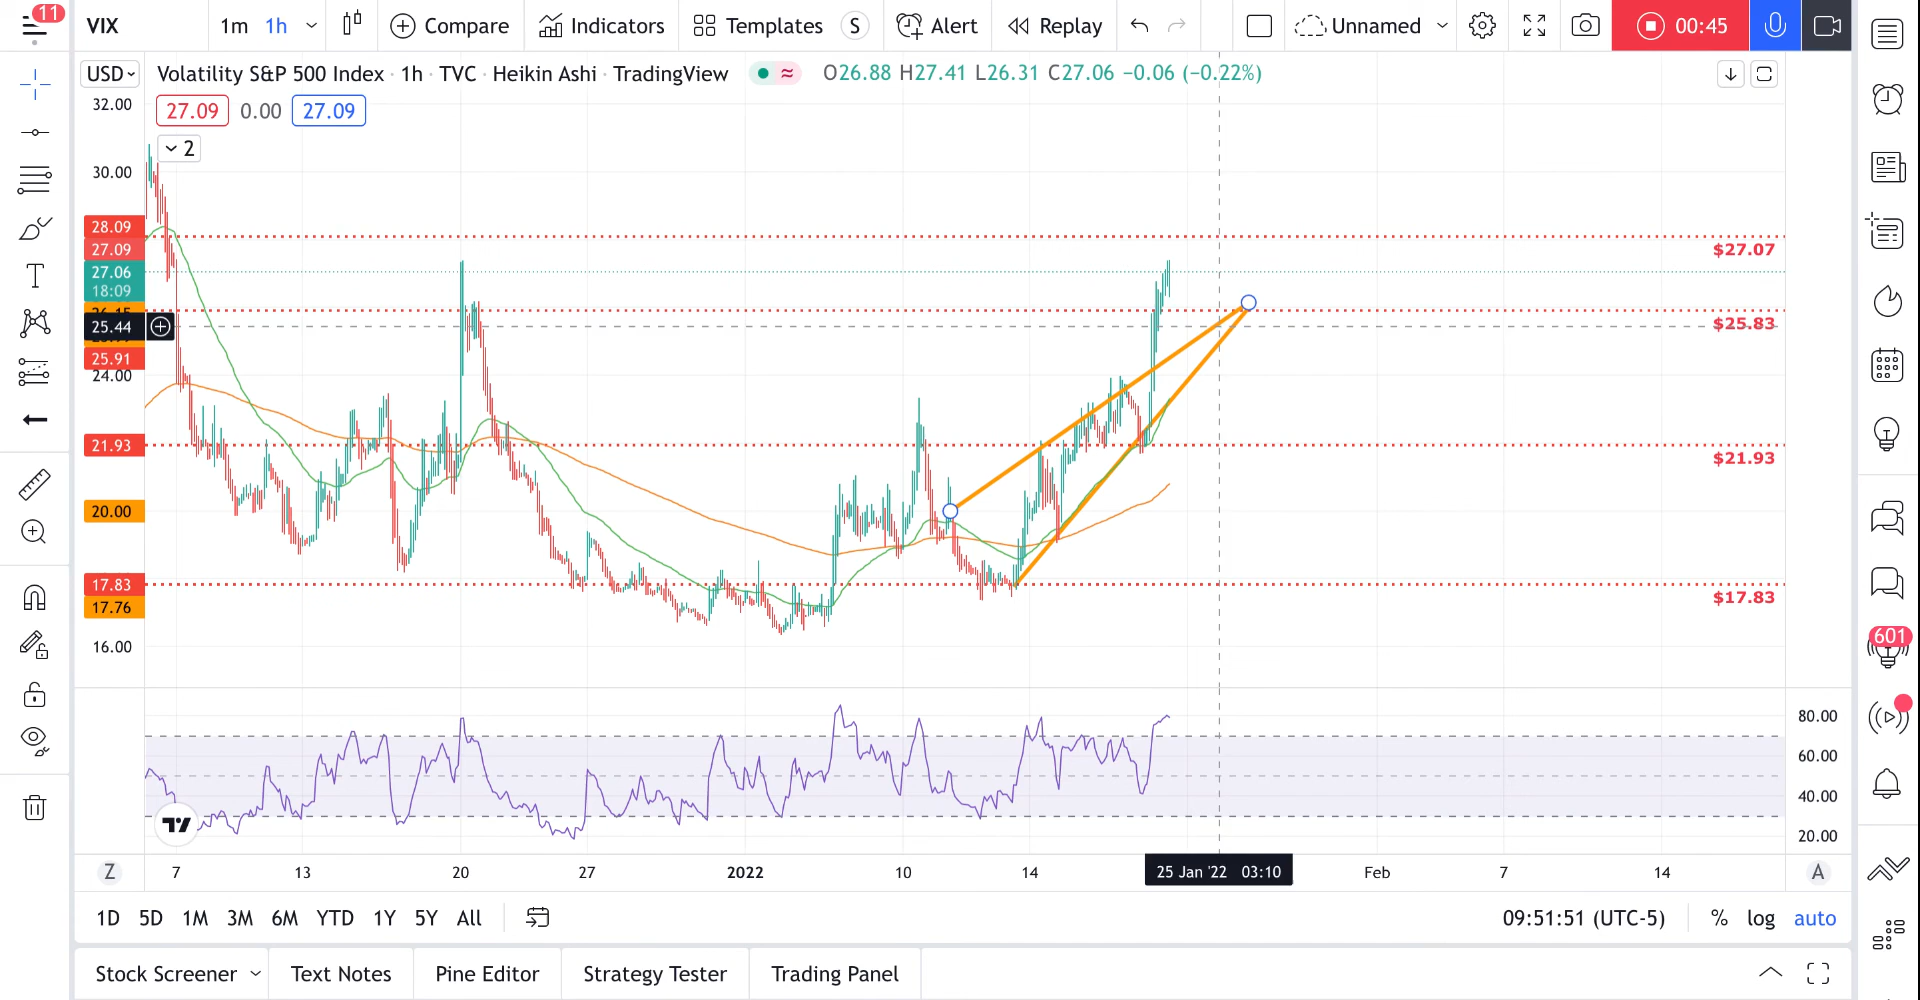 11
VIX
1m 1h
Compare
Indicators
Templates S
Alert
Replay
Unnamed
00:45
USD
Volatility S&P 500 Index · 1h · TVC · Heikin Ashi · TradingView
O26.88 H27.41 L26.31 C27.06 −0.06 (−0.22%)
27.09 0.00 27.09
2
32.00
30.00
28.09
27.09
27.06
18:09
25.44
25.91
24.00
21.93
20.00
17.83
17.76
16.00
$27.07
$25.83
$21.93
$17.83
80.00
60.00
40.00
20.00
Z 7 13 20 27 2022 10 14 25 Jan '22 03:10 Feb 7 14 A
1D 5D 1M 3M 6M YTD 1Y 5Y All
09:51:51 (UTC-5) % log auto
Stock Screener Text Notes Pine Editor Strategy Tester Trading Panel
601